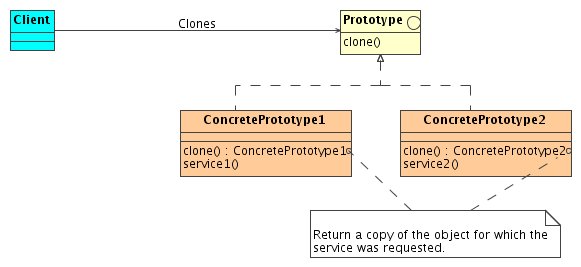 Client
Clones
Prototype
clone()
ConcretePrototype1
clone() : ConcretePrototype1
service1()
ConcretePrototype2
clone() : ConcretePrototype2
service2()
Return a copy of the object for which the
service was requested.